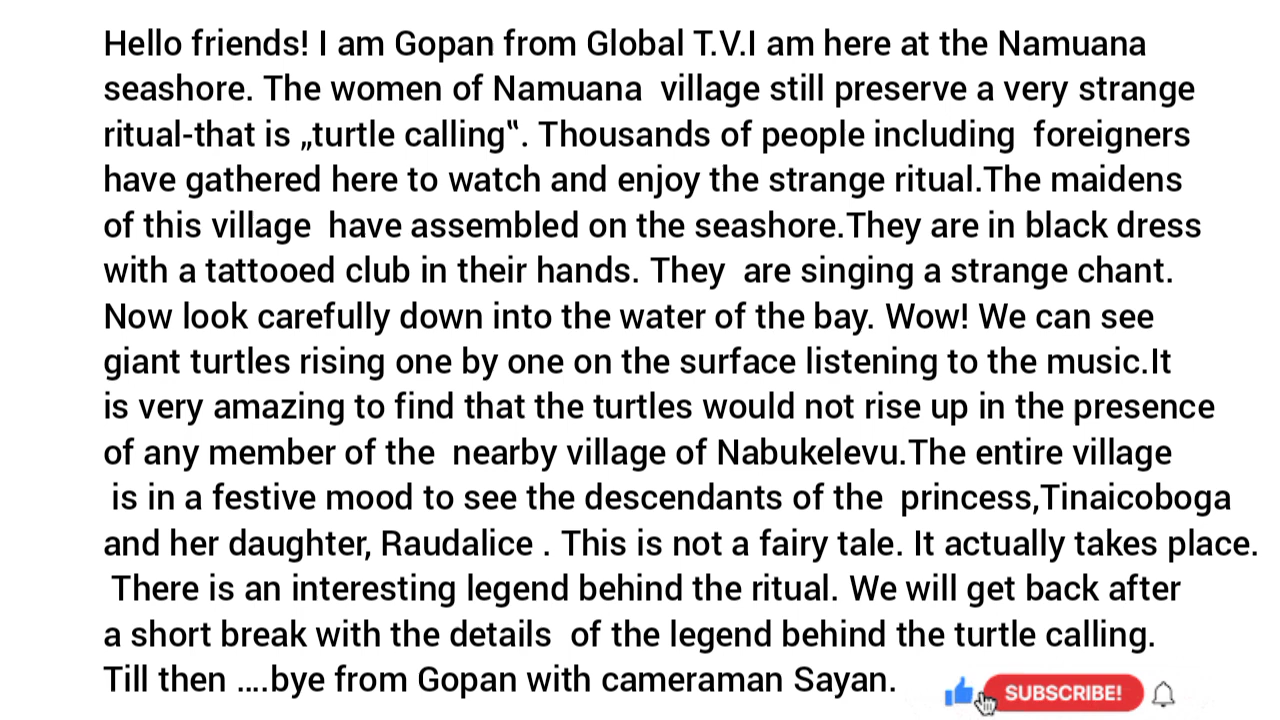 Hello friends! I am Gopan from Global T.V.I am here at the Namuana
seashore. The women of Namuana  village still preserve a very strange
ritual-that is „turtle calling‟. Thousands of people including  foreigners
have gathered here to watch and enjoy the strange ritual.The maidens
of this village  have assembled on the seashore.They are in black dress
with a tattooed club in their hands. They  are singing a strange chant.
Now look carefully down into the water of the bay. Wow! We can see
giant turtles rising one by one on the surface listening to the music.It
is very amazing to find that the turtles would not rise up in the presence
of any member of the  nearby village of Nabukelevu.The entire village
is in a festive mood to see the descendants of the  princess,Tinaicoboga
and her daughter, Raudalice . This is not a fairy tale. It actually takes place.
There is an interesting legend behind the ritual. We will get back after
a short break with the details  of the legend behind the turtle calling.
Till then ....bye from Gopan with cameraman Sayan.
SUBSCRIBE!